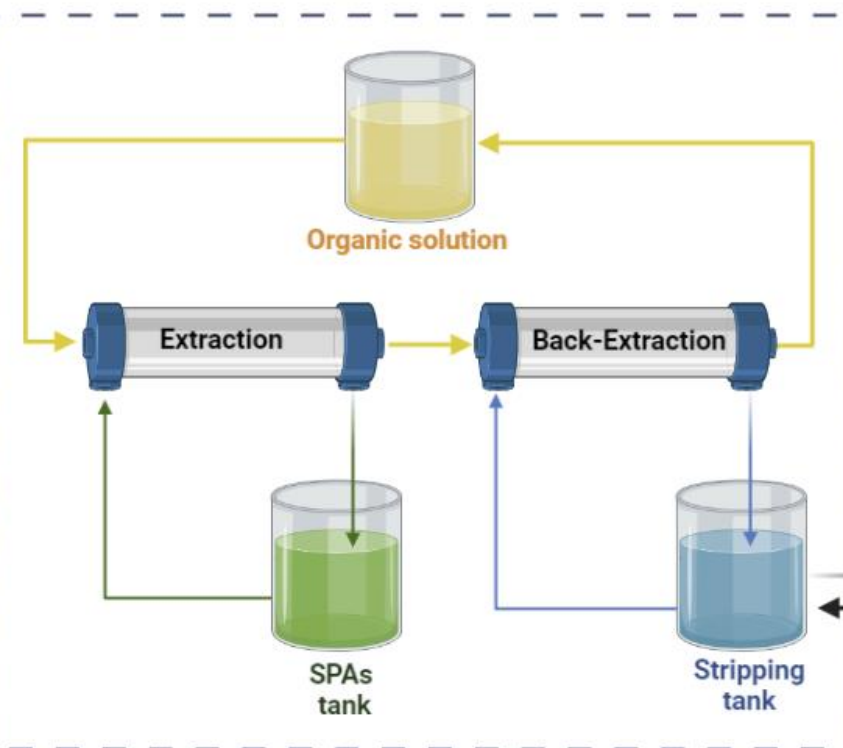 Organic solution
Extraction
Back-Extraction
SPAs
tank
Stripping
tank